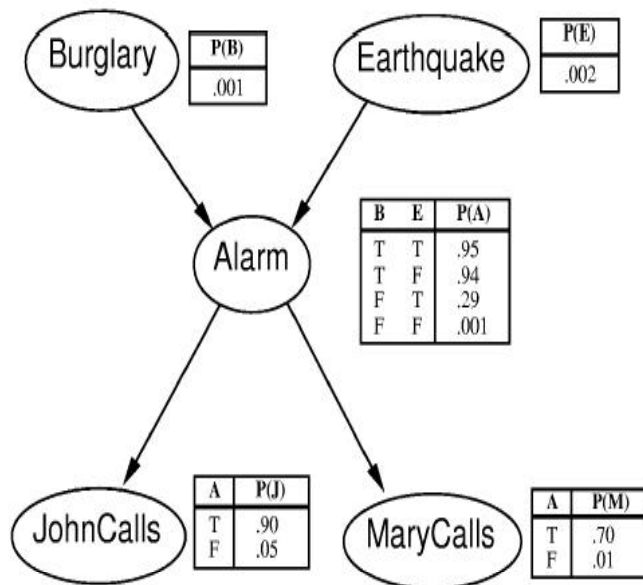 Burglary
P(B)
.001
Earthquake
P(E)
.002
Alarm
B E P(A)
T T .95
T F .94
F T .29
F F .001
JohnCalls
A P(J)
T .90
F .05
MaryCalls
A P(M)
T .70
F .01